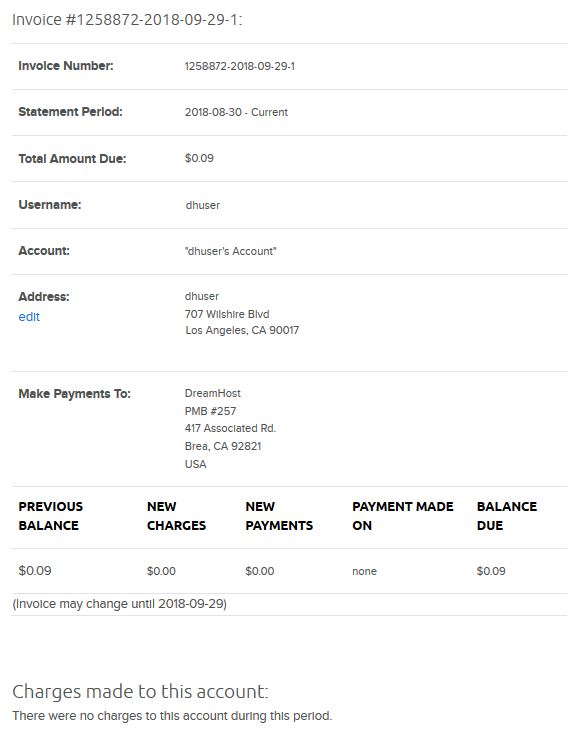 Invoice #1258872-2018-09-29-1:
Invoice Number: 1258872-2018-09-29-1
Statement Period: 2018-08-30 - Current
Total Amount Due: $0.09
Username: dhuser
Account: "dhuser's Account"
Address: dhuser
edit 707 Wilshire Blvd
Los Angeles, CA 90017
Make Payments To: DreamHost
PMB #257
417 Associated Rd.
Brea, CA 92821
USA
PREVIOUS NEW NEW PAYMENT MADE BALANCE
BALANCE CHARGES PAYMENTS ON DUE
$0.09 $0.00 $0.00 none $0.09
(Invoice may change until 2018-09-29)
Charges made to this account:
There were no charges to this account during this period.